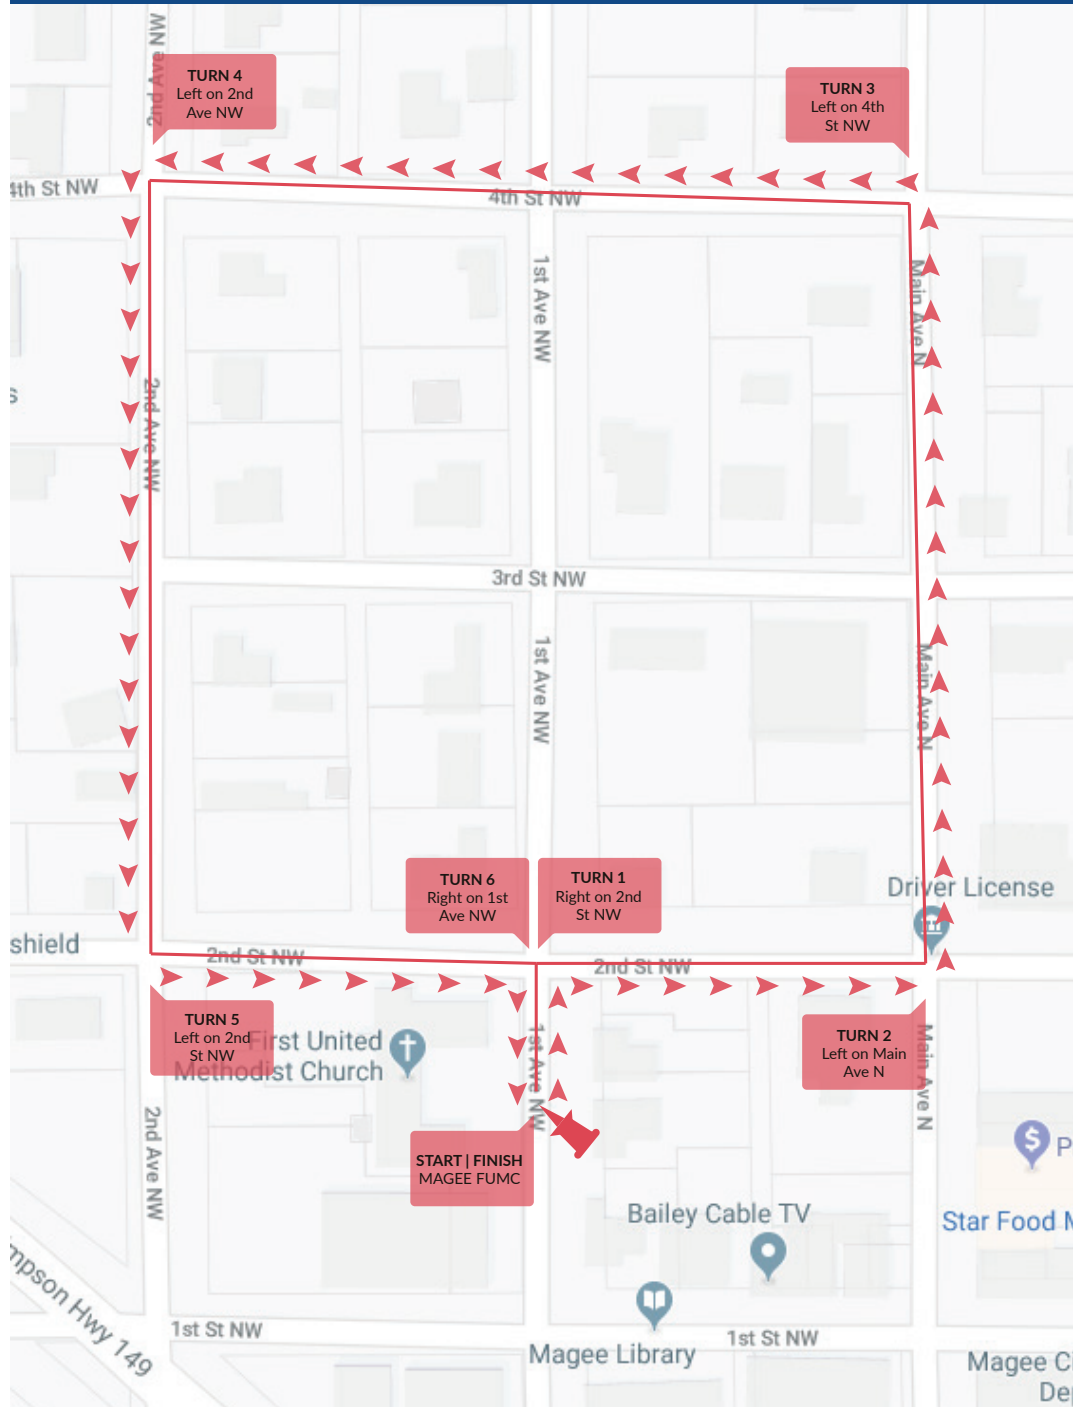 2nd Ave NW
TURN 4
Left on 2nd
Ave NW
TURN 3
Left on 4th
St NW
4th St NW
4th St NW
1st Ave NW
Main Ave N
2nd Ave NW
s
3rd St NW
1st Ave NW
Main Ave N
TURN 6
Right on 1st
Ave NW
TURN 1
Right on 2nd
St NW
Driver License
shield
2nd St NW
2nd St NW
TURN 5
Left on 2nd
St NW
First United
Methodist Church
1st Ave NW
TURN 2
Left on Main
Ave N
Main Ave N
2nd Ave NW
START | FINISH
MAGEE FUMC
$
P
Bailey Cable TV
Star Food M
mpson Hwy 149
1st St NW
1st St NW
Magee Library
Magee Ci
De